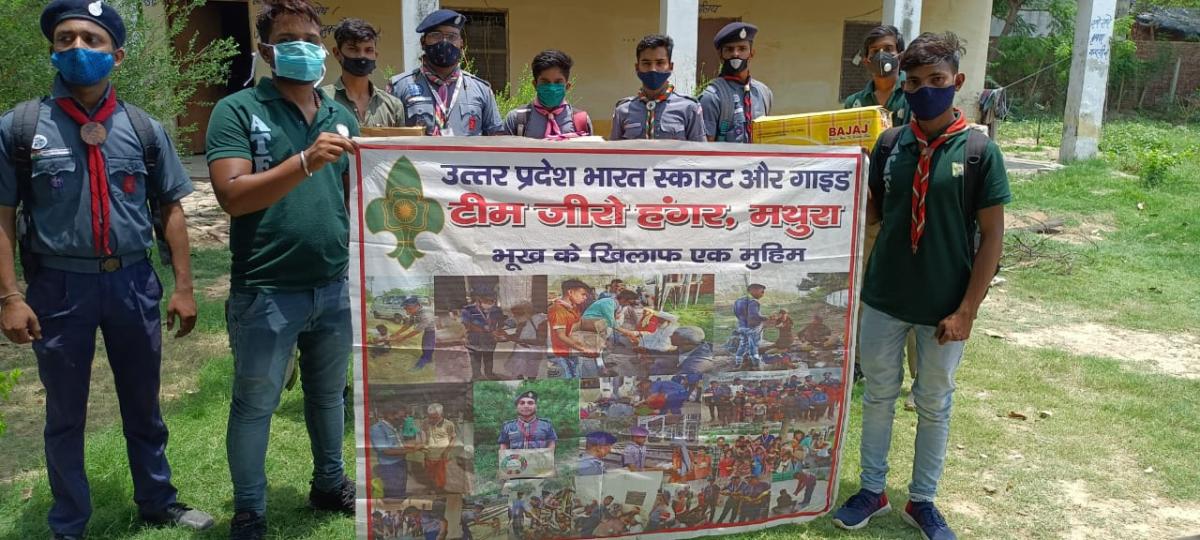 उत्तर प्रदेश भारत स्काउट और गाइड
टीम जीरो हंगर, मथुरा
भूख के खिलाफ एक मुहिम
BAJAJ